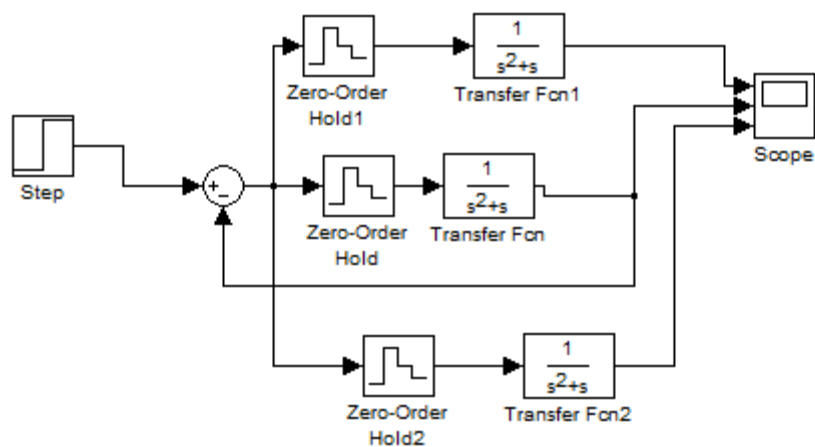 1
s²+s
Zero-Order
Hold1
Transfer Fcn1
Scope
Step
+
-
1
s²+s
Zero-Order
Hold
Transfer Fcn
1
s²+s
Zero-Order
Hold2
Transfer Fcn2